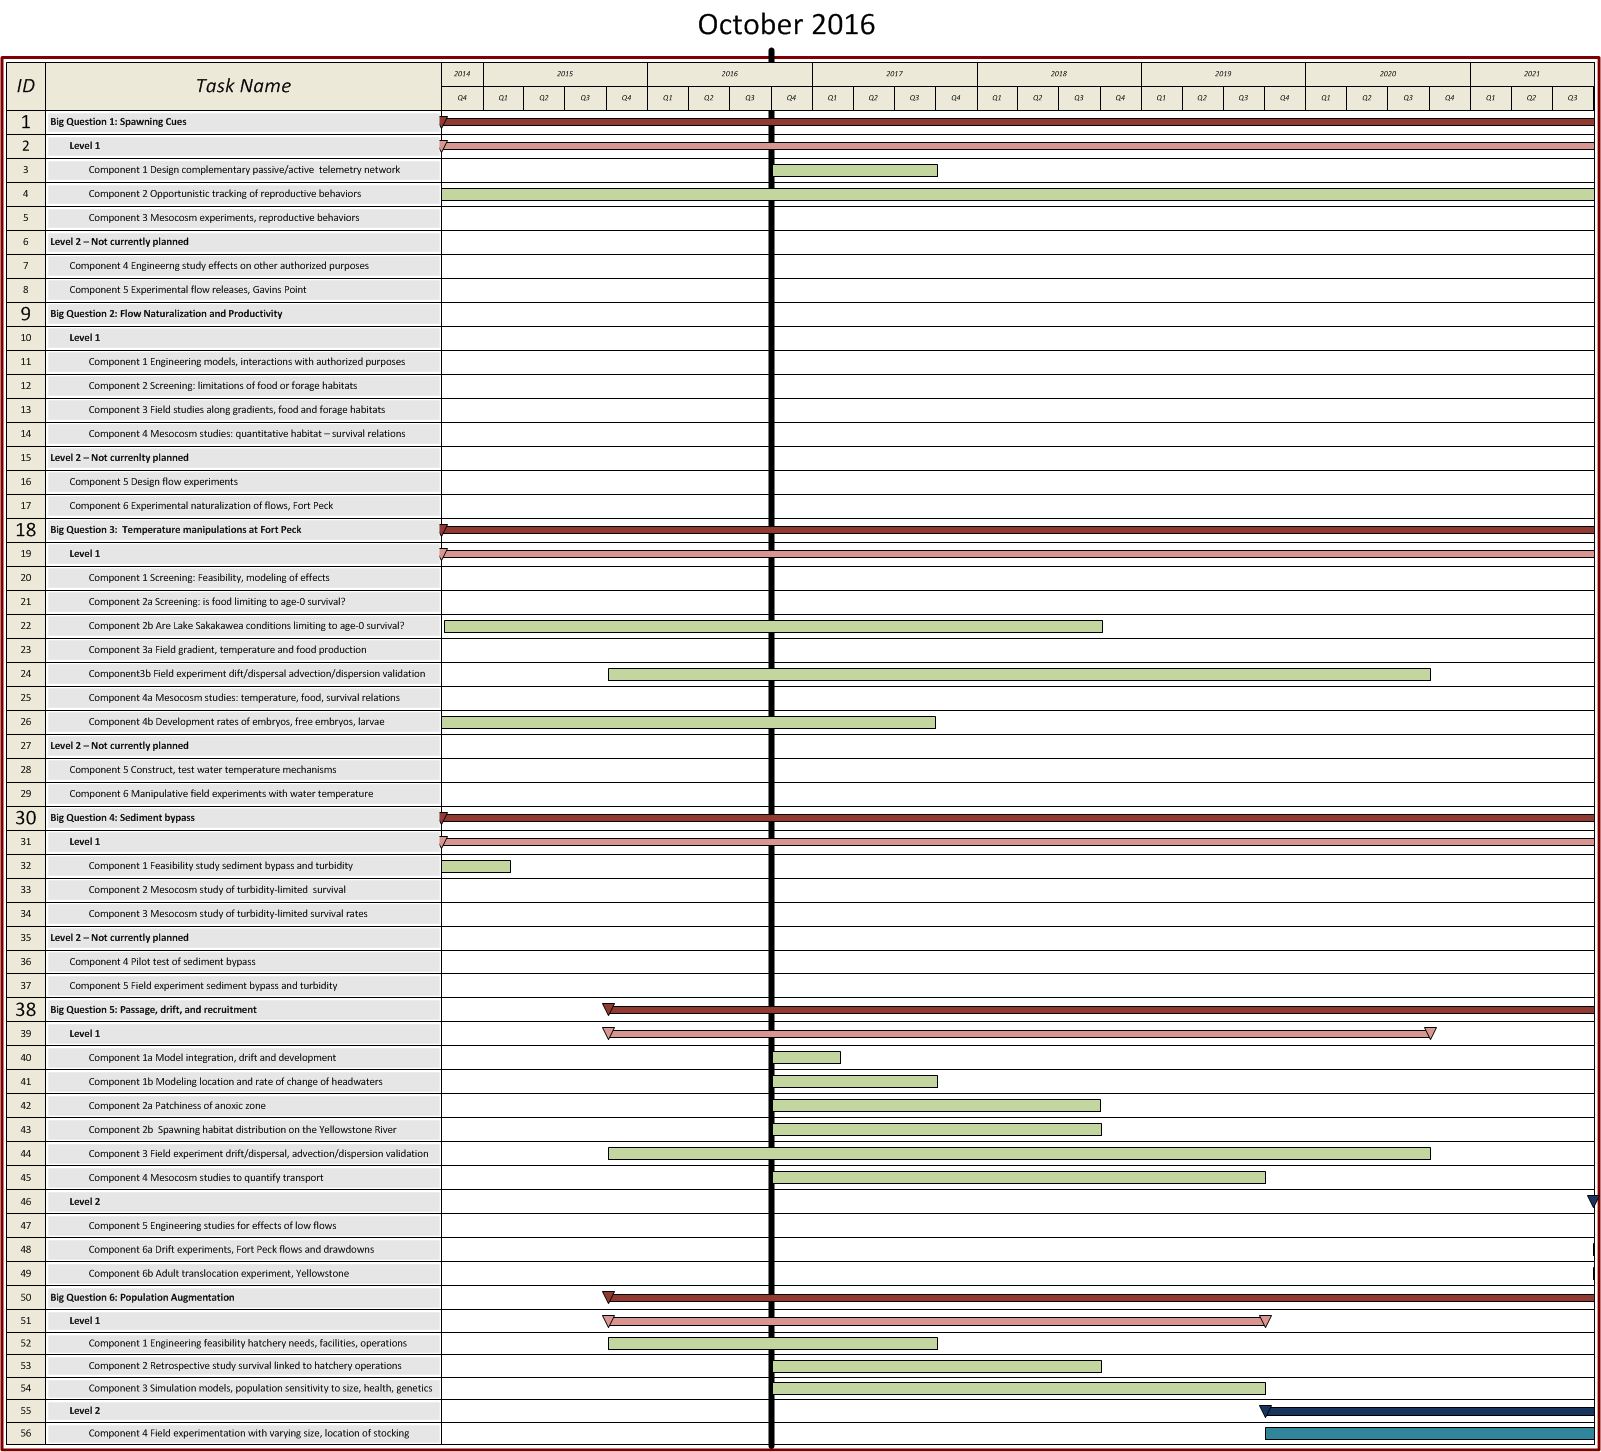 October 2016
ID Task Name 2014 2015 2016 2017 2018 2019 2020 2021
Q4 Q1 Q2 Q3 Q4 Q1 Q2 Q3 Q4 Q1 Q2 Q3 Q4 Q1 Q2 Q3 Q4 Q1 Q2 Q3 Q4 Q1 Q2 Q3 Q4 Q1 Q2 Q3
1 Big Question 1: Spawning Cues
2 Level 1
3 Component 1 Design complementary passive/active telemetry network
4 Component 2 Opportunistic tracking of reproductive behaviors
5 Component 3 Mesocosm experiments, reproductive behaviors
6 Level 2 – Not currently planned
7 Component 4 Engineerng study effects on other authorized purposes
8 Component 5 Experimental flow releases, Gavins Point
9 Big Question 2: Flow Naturalization and Productivity
10 Level 1
11 Component 1 Engineering models, interactions with authorized purposes
12 Component 2 Screening: limitations of food or forage habitats
13 Component 3 Field studies along gradients, food and forage habitats
14 Component 4 Mesocosm studies: quantitative habitat – survival relations
15 Level 2 – Not currenlty planned
16 Component 5 Design flow experiments
17 Component 6 Experimental naturalization of flows, Fort Peck
18 Big Question 3: Temperature manipulations at Fort Peck
19 Level 1
20 Component 1 Screening: Feasibility, modeling of effects
21 Component 2a Screening: is food limiting to age-0 survival?
22 Component 2b Are Lake Sakakawea conditions limiting to age-0 survival?
23 Component 3a Field gradient, temperature and food production
24 Component3b Field experiment dift/dispersal advection/dispersion validation
25 Component 4a Mesocosm studies: temperature, food, survival relations
26 Component 4b Development rates of embryos, free embryos, larvae
27 Level 2 – Not currently planned
28 Component 5 Construct, test water temperature mechanisms
29 Component 6 Manipulative field experiments with water temperature
30 Big Question 4: Sediment bypass
31 Level 1
32 Component 1 Feasibility study sediment bypass and turbidity
33 Component 2 Mesocosm study of turbidity-limited survival
34 Component 3 Mesocosm study of turbidity-limited survival rates
35 Level 2 – Not currently planned
36 Component 4 Pilot test of sediment bypass
37 Component 5 Field experiment sediment bypass and turbidity
38 Big Question 5: Passage, drift, and recruitment
39 Level 1
40 Component 1a Model integration, drift and development
41 Component 1b Modeling location and rate of change of headwaters
42 Component 2a Patchiness of anoxic zone
43 Component 2b Spawning habitat distribution on the Yellowstone River
44 Component 3 Field experiment drift/dispersal, advection/dispersion validation
45 Component 4 Mesocosm studies to quantify transport
46 Level 2
47 Component 5 Engineering studies for effects of low flows
48 Component 6a Drift experiments, Fort Peck flows and drawdowns
49 Component 6b Adult translocation experiment, Yellowstone
50 Big Question 6: Population Augmentation
51 Level 1
52 Component 1 Engineering feasibility hatchery needs, facilities, operations
53 Component 2 Retrospective study survival linked to hatchery operations
54 Component 3 Simulation models, population sensitivity to size, health, genetics
55 Level 2
56 Component 4 Field experimentation with varying size, location of stocking